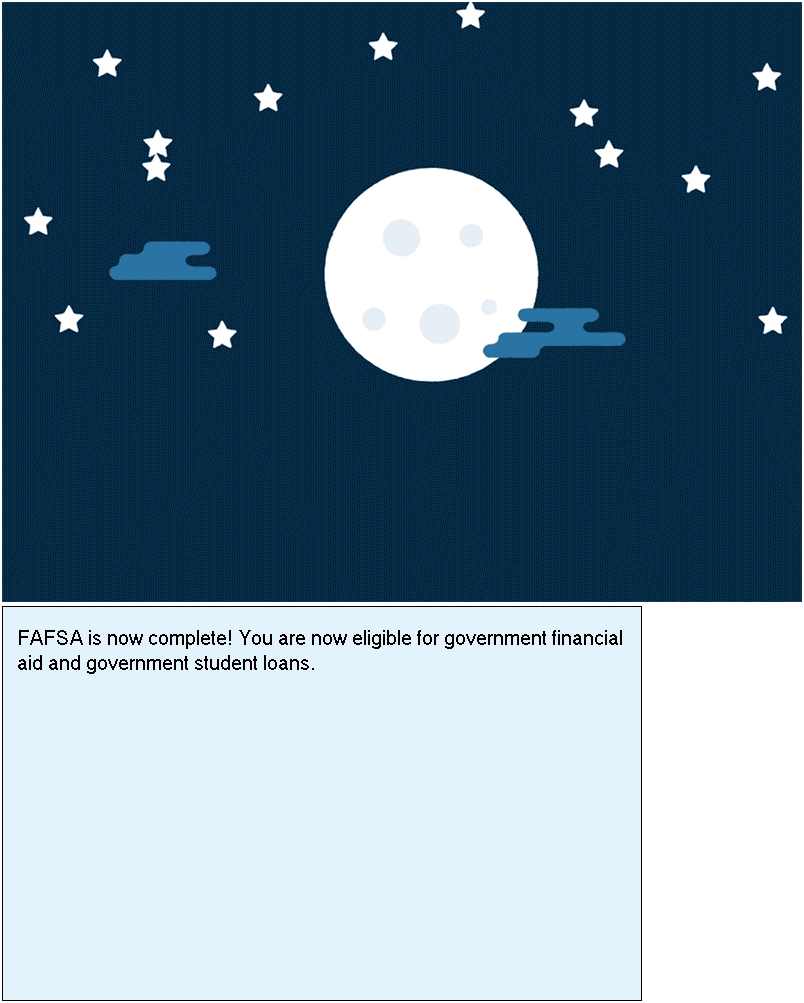 FAFSA is now complete! You are now eligible for government financial
aid and government student loans.